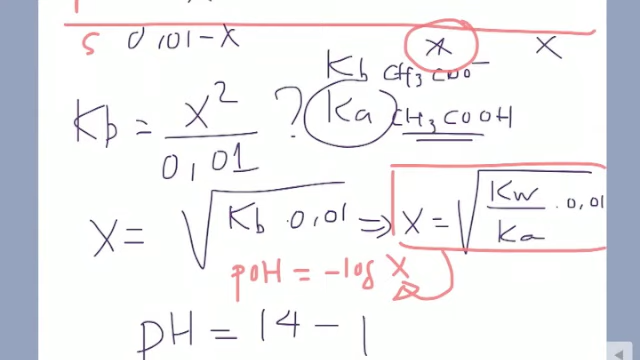 s 0,01-x x x
Kb CH₃COO⁻
Kb = x² / 0,01 ? Ka CH₃COOH
x = √(Kb · 0,01) ⇒ x = √(Kw / Ka · 0,01)
pOH = -log x
pH = 14 -